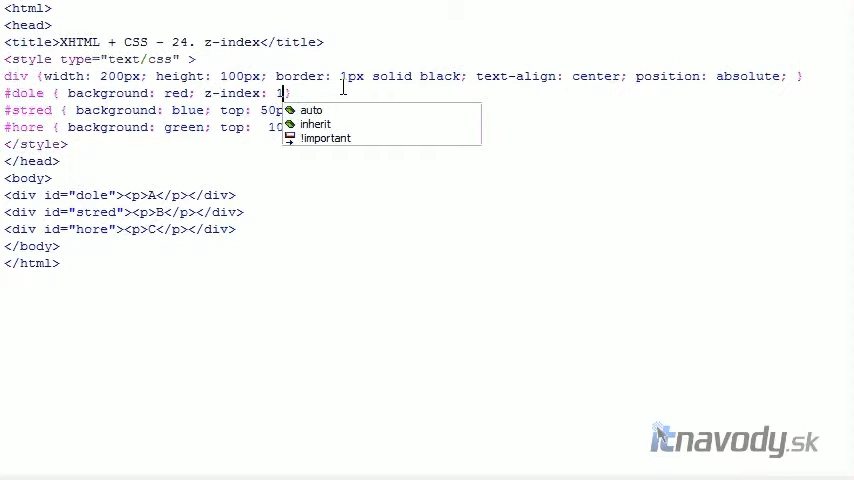 <html>
<head>
<title>XHTML + CSS - 24. z-index</title>
<style type="text/css" >
div {width: 200px; height: 100px; border: 1px solid black; text-align: center; position: absolute; }
#dole { background: red; z-index: 1}
#stred { background: blue; top: 50p
auto
#hore { background: green; top:  10
inherit
!important
</style>
</head>
<body>
<div id="dole"><p>A</p></div>
<div id="stred"><p>B</p></div>
<div id="hore"><p>C</p></div>
</body>
</html>
itnavody.sk